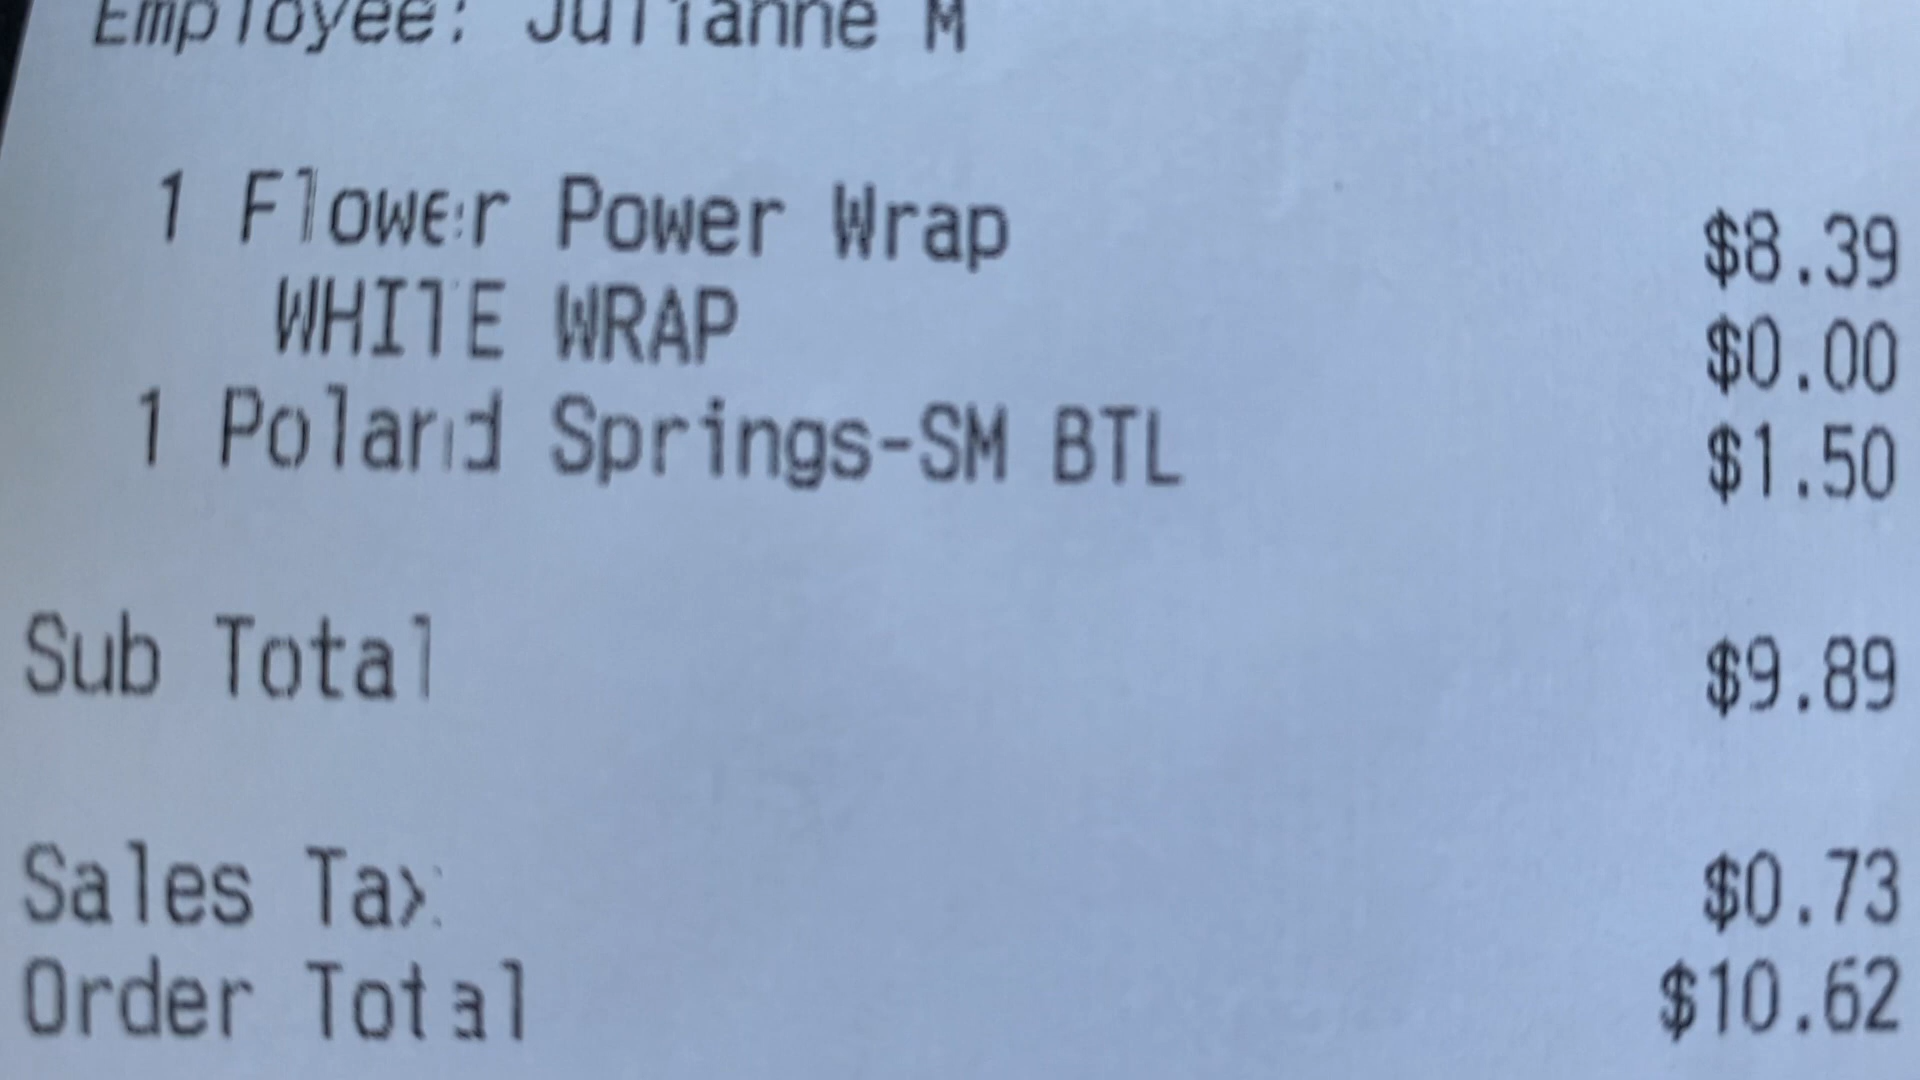 Employee: Julianne M
1 Flower Power Wrap $8.39
WHITE WRAP $0.00
1 Poland Springs-SM BTL $1.50
Sub Total $9.89
Sales Tax $0.73
Order Total $10.62